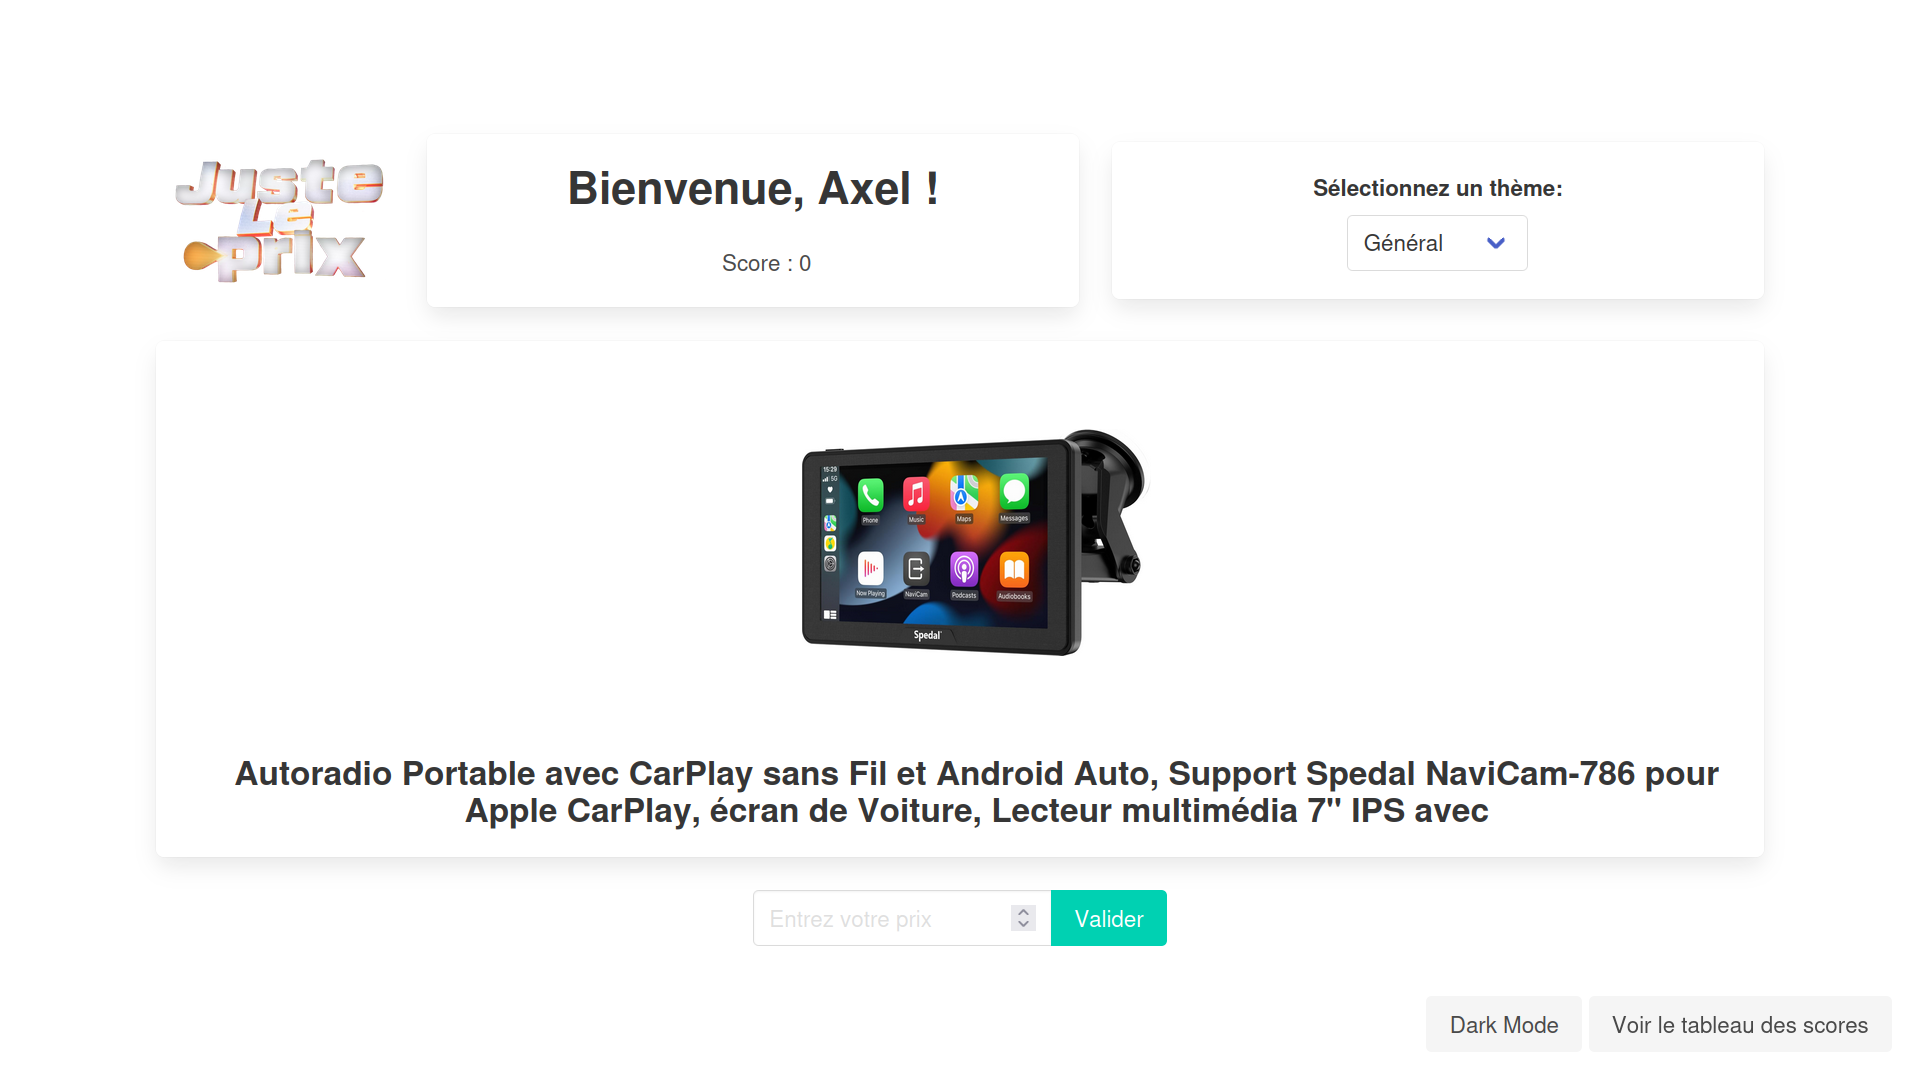 Juste
Le
prix
Bienvenue, Axel !
Score : 0
Sélectionnez un thème:
Général
15:29
5G
Phone
Music
Maps
Messages
Now Playing
NaviCam
Podcasts
Audiobooks
Spedal
Autoradio Portable avec CarPlay sans Fil et Android Auto, Support Spedal NaviCam-786 pour
Apple CarPlay, écran de Voiture, Lecteur multimédia 7" IPS avec
Entrez votre prix
Valider
Dark Mode
Voir le tableau des scores